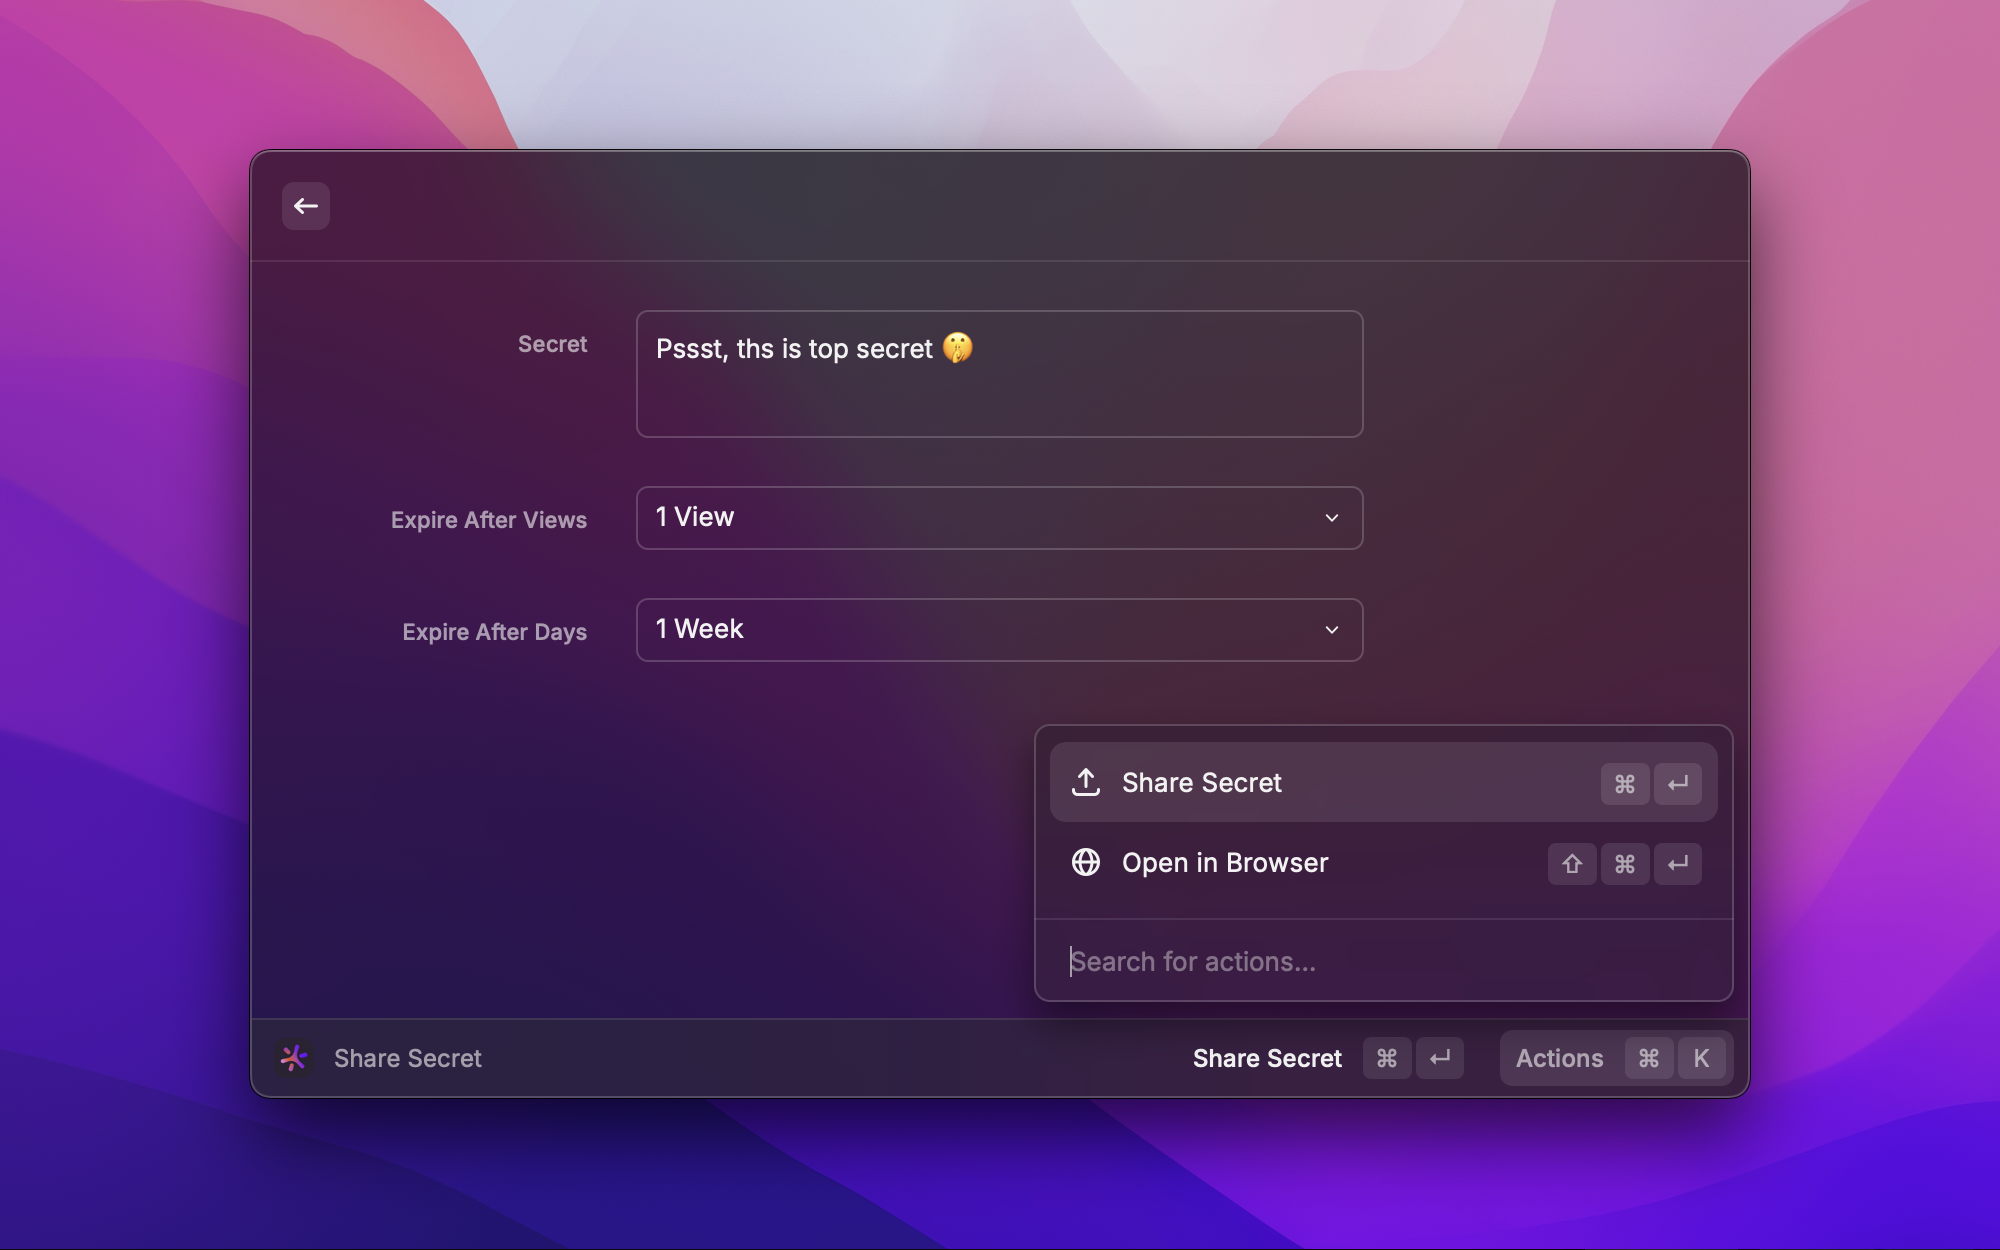 Secret
Pssst, ths is top secret 🤫
Expire After Views
1 View
Expire After Days
1 Week
Share Secret ⌘ ↵
Open in Browser ⇧ ⌘ ↵
Search for actions...
Share Secret
Share Secret ⌘ ↵
Actions ⌘ K